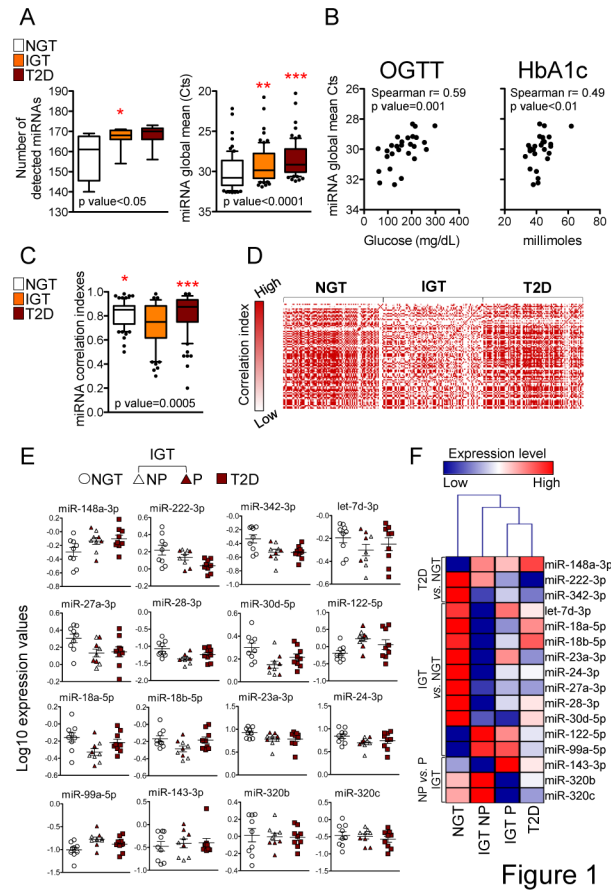 A
NGT
IGT
T2D
Number of
detected miRNAs
190
180
170
160
150
140
130
*
p value<0.05
miRNA global mean (Cts)
20
25
30
35
**
***
p value<0.0001
B
OGTT
HbA1c
Spearman r= 0.59
p value=0.001
Spearman r= 0.49
p value<0.01
miRNA global mean Cts
26
28
30
32
34
0 100 200 300 400
Glucose (mg/dL)
20 40 60 80
millimoles
C
NGT
IGT
T2D
miRNA correlation indexes
1.0
0.8
0.6
0.4
0.2
0.0
*
***
p value=0.0005
D
High
Correlation index
Low
NGT IGT T2D
E
IGT
NGT NP P T2D
Log10 expression values
miR-148a-3p miR-222-3p miR-342-3p let-7d-3p
miR-27a-3p miR-28-3p miR-30d-5p miR-122-5p
miR-18a-5p miR-18b-5p miR-23a-3p miR-24-3p
miR-99a-5p miR-143-3p miR-320b miR-320c
F
Expression level
Low High
T2D
vs. NGT
IGT vs. NGT
NP vs. P
IGT
miR-148a-3p
miR-222-3p
miR-342-3p
let-7d-3p
miR-18a-5p
miR-18b-5p
miR-23a-3p
miR-24-3p
miR-27a-3p
miR-28-3p
miR-30d-5p
miR-122-5p
miR-99a-5p
miR-143-3p
miR-320b
miR-320c
NGT
IGT NP
IGT P
T2D
Figure 1